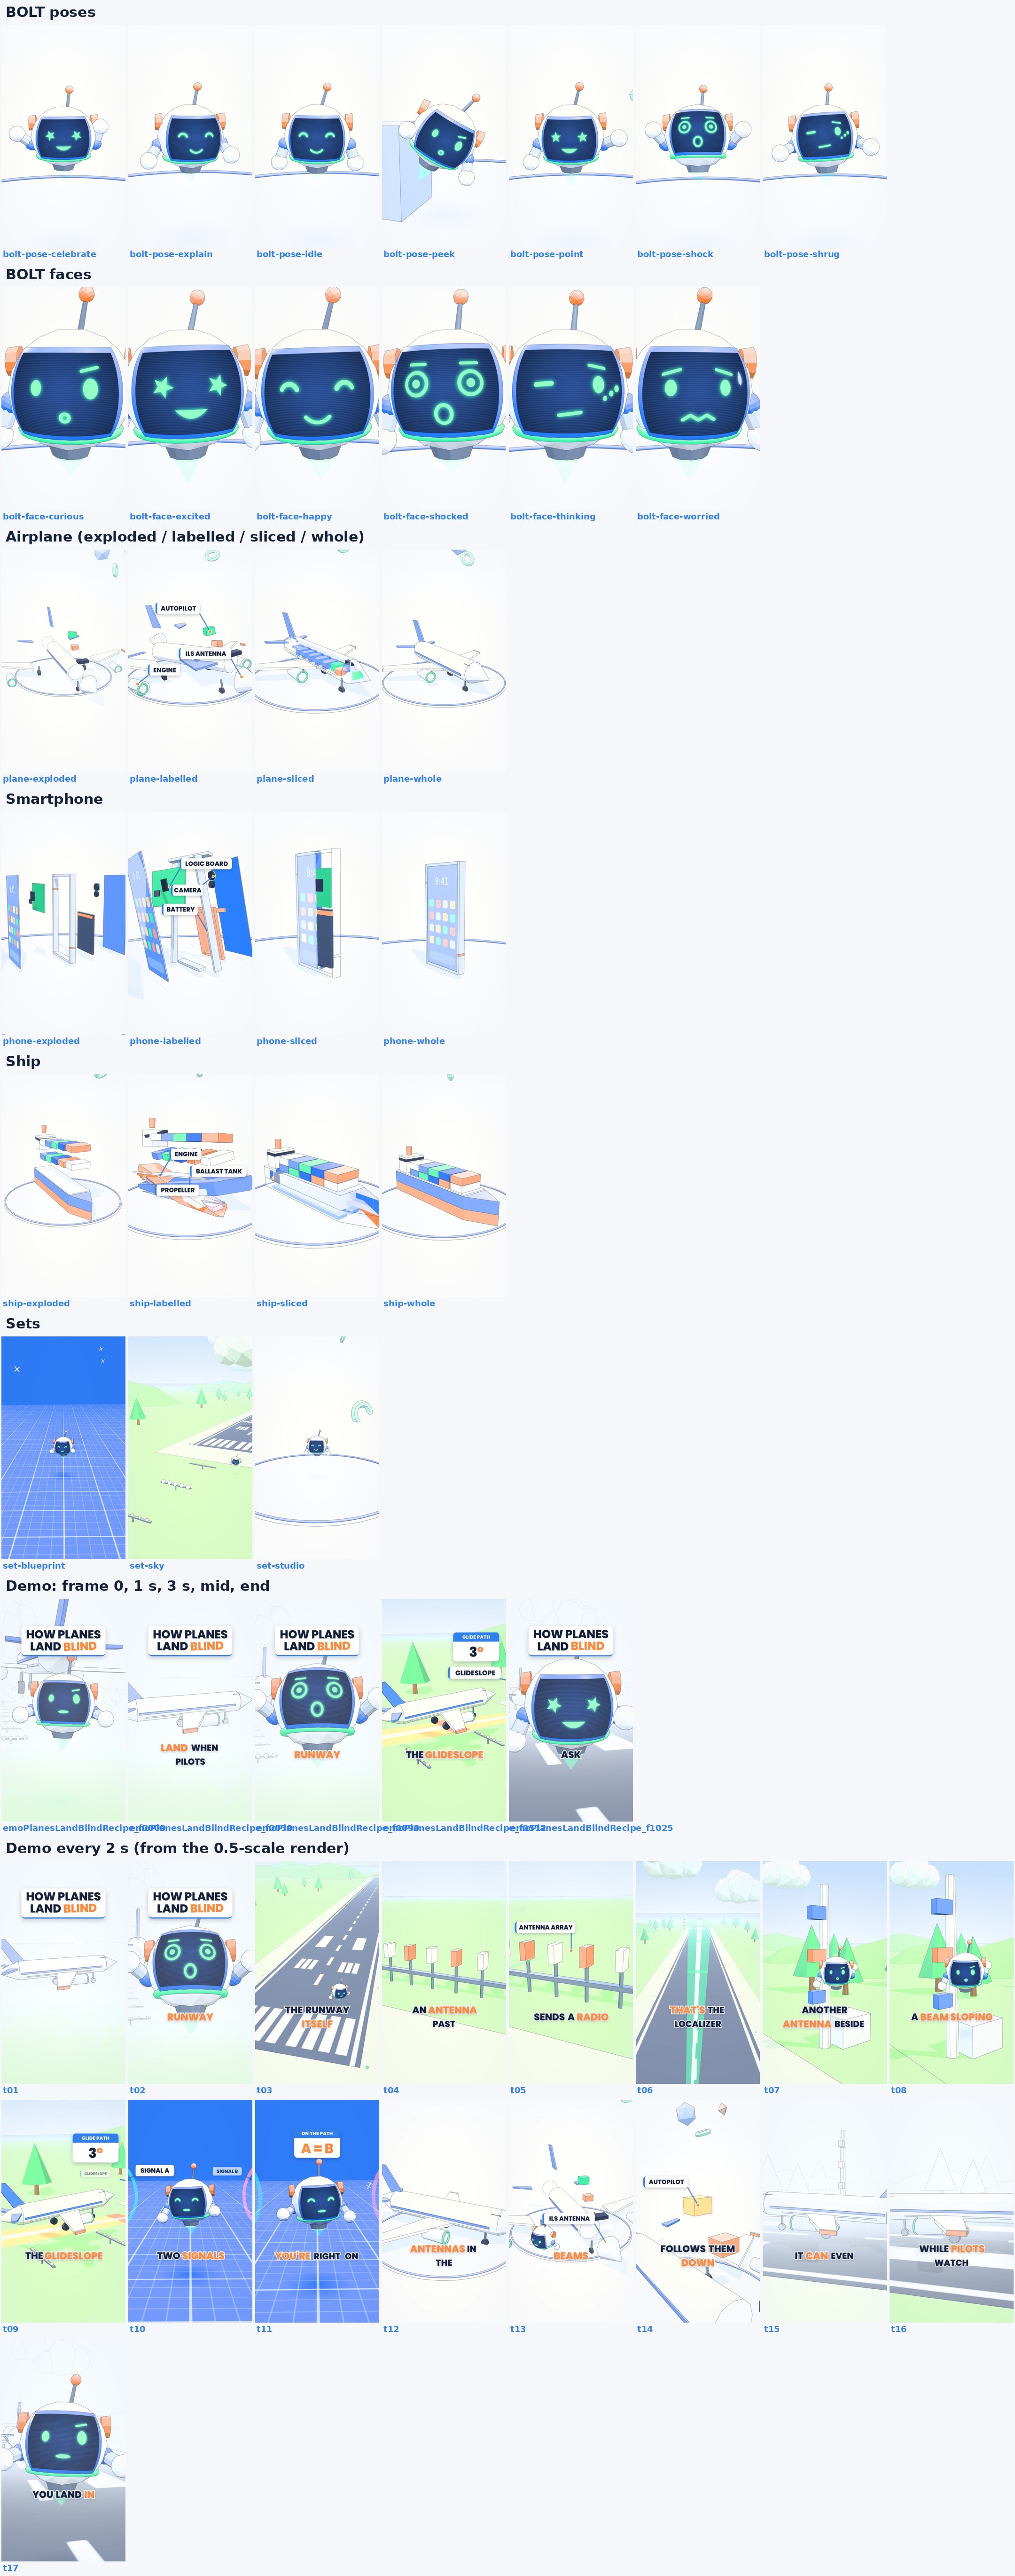 BOLT poses
bolt-pose-celebrate
bolt-pose-explain
bolt-pose-idle
bolt-pose-peek
bolt-pose-point
bolt-pose-shock
bolt-pose-shrug
BOLT faces
bolt-face-curious
bolt-face-excited
bolt-face-happy
bolt-face-shocked
bolt-face-thinking
bolt-face-worried
Airplane (exploded / labelled / sliced / whole)
AUTOPILOT
ILS ANTENNA
ENGINE
plane-exploded
plane-labelled
plane-sliced
plane-whole
Smartphone
LOGIC BOARD
CAMERA
BATTERY
9:41
phone-exploded
phone-labelled
phone-sliced
phone-whole
Ship
ENGINE
BALLAST TANK
PROPELLER
ship-exploded
ship-labelled
ship-sliced
ship-whole
Sets
set-blueprint
set-sky
set-studio
Demo: frame 0, 1 s, 3 s, mid, end
HOW PLANES
LAND BLIND
HOW PLANES
LAND BLIND
LAND WHEN
PILOTS
HOW PLANES
LAND BLIND
RUNWAY
GLIDE PATH
3°
GLIDESLOPE
THE GLIDESLOPE
HOW PLANES
LAND BLIND
ASK
emoPlanesLandBlindRecipe_f1025
Demo every 2 s (from the 0.5-scale render)
HOW PLANES
LAND BLIND
HOW PLANES
LAND BLIND
RUNWAY
THE RUNWAY
ITSELF
AN ANTENNA
PAST
ANTENNA ARRAY
SENDS A RADIO
THAT'S THE
LOCALIZER
ANOTHER
ANTENNA BESIDE
A BEAM SLOPING
t01
t02
t03
t04
t05
t06
t07
t08
GLIDE PATH
3°
GLIDESLOPE
THE GLIDESLOPE
SIGNAL A
SIGNAL B
TWO SIGNALS
ON THE PATH
A = B
YOU'RE RIGHT ON
ANTENNAS IN
THE
ILS ANTENNA
BEAMS
AUTOPILOT
FOLLOWS THEM
DOWN
IT CAN EVEN
WHILE PILOTS
WATCH
t09
t10
t11
t12
t13
t14
t15
t16
YOU LAND IN
t17